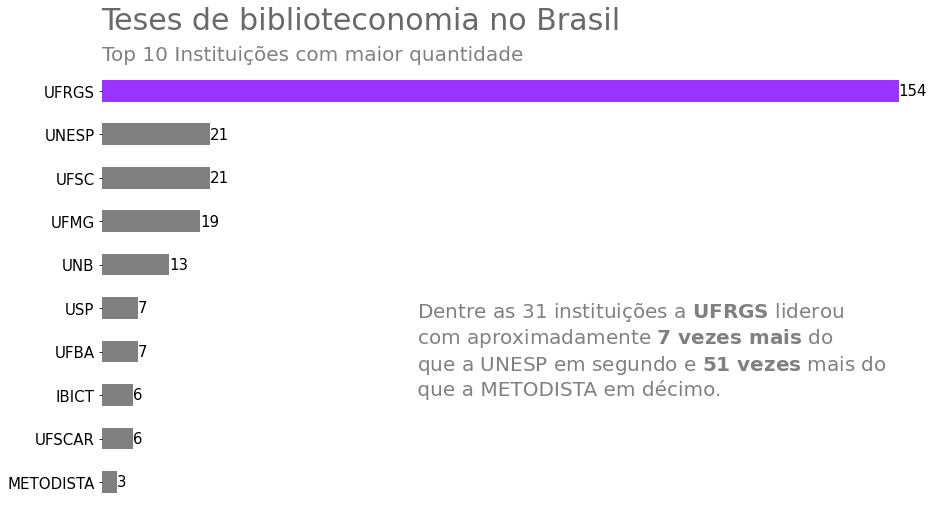 Teses de biblioteconomia no Brasil
Top 10 Instituições com maior quantidade
UFRGS 154
UNESP 21
UFSC 21
UFMG 19
UNB 13
USP 7
UFBA 7
IBICT 6
UFSCAR 6
METODISTA 3
Dentre as 31 instituições a UFRGS liderou
com aproximadamente 7 vezes mais do
que a UNESP em segundo e 51 vezes mais do
que a METODISTA em décimo.